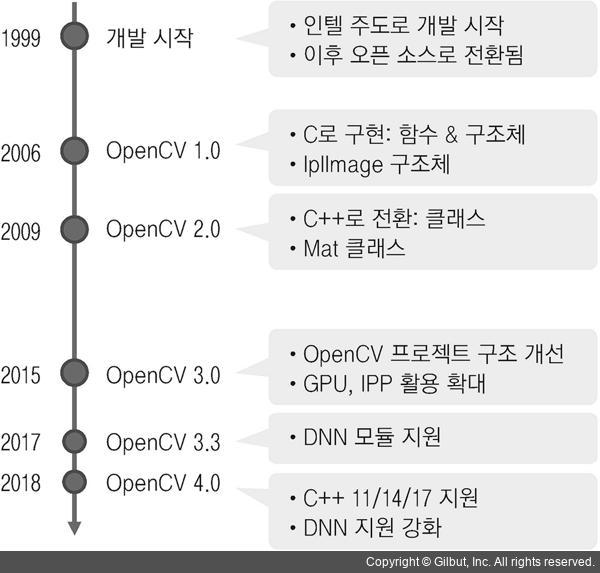 1999
개발 시작
• 인텔 주도로 개발 시작
• 이후 오픈 소스로 전환됨
2006
OpenCV 1.0
• C로 구현: 함수 & 구조체
• IplImage 구조체
2009
OpenCV 2.0
• C++로 전환: 클래스
• Mat 클래스
2015
OpenCV 3.0
• OpenCV 프로젝트 구조 개선
• GPU, IPP 활용 확대
2017
OpenCV 3.3
• DNN 모듈 지원
2018
OpenCV 4.0
• C++ 11/14/17 지원
• DNN 지원 강화
Copyright © Gilbut, Inc. All rights reserved.